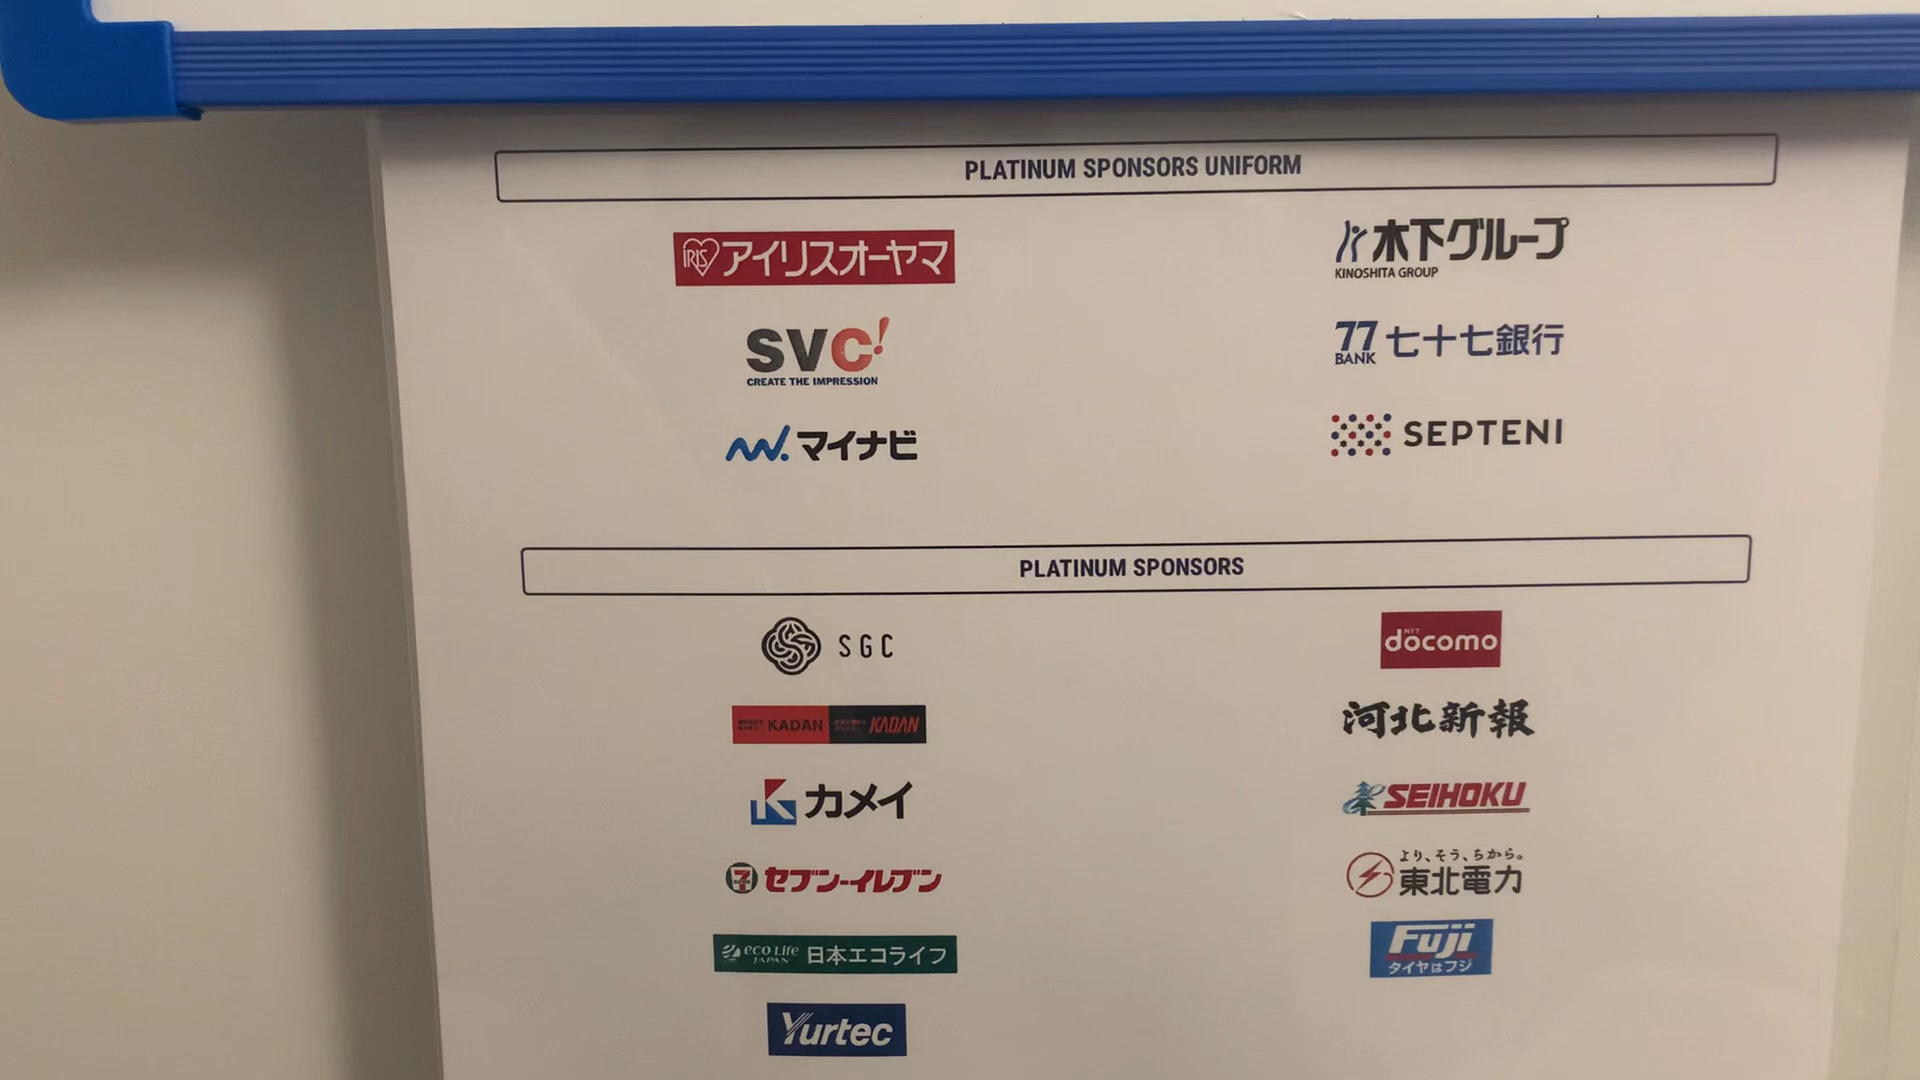 PLATINUM SPONSORS UNIFORM
IRIS アイリスオーヤマ
木下グループ
KINOSHITA GROUP
SVC!
CREATE THE IMPRESSION
77 BANK 七十七銀行
マイナビ
SEPTENI
PLATINUM SPONSORS
SGC
NTT
docomo
KADAN KADAN
河北新報
カメイ
SEIHOKU
セブン-イレブン
より、そう、ちから。
東北電力
eco Life JAPAN 日本エコライフ
Fuji
タイヤはフジ
Yurtec